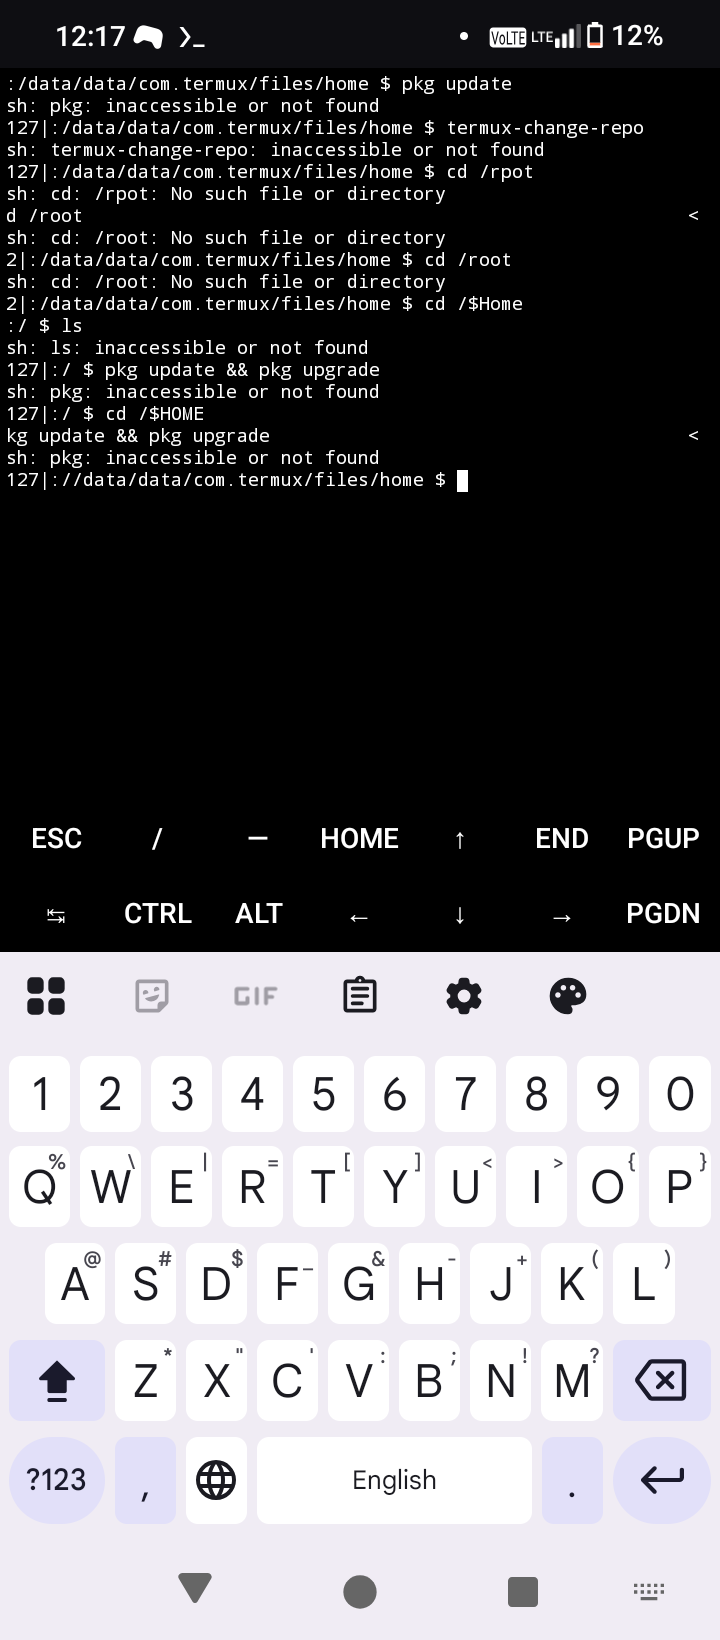 12:17 VoLTE LTE 12%
:/data/data/com.termux/files/home $ pkg update
sh: pkg: inaccessible or not found
127|:/data/data/com.termux/files/home $ termux-change-repo
sh: termux-change-repo: inaccessible or not found
127|:/data/data/com.termux/files/home $ cd /rpot
sh: cd: /rpot: No such file or directory
d /root <
sh: cd: /root: No such file or directory
2|:/data/data/com.termux/files/home $ cd /root
sh: cd: /root: No such file or directory
2|:/data/data/com.termux/files/home $ cd /$Home
:/ $ ls
sh: ls: inaccessible or not found
127|:/ $ pkg update && pkg upgrade
sh: pkg: inaccessible or not found
127|:/ $ cd /$HOME
kg update && pkg upgrade <
sh: pkg: inaccessible or not found
127|://data/data/com.termux/files/home $
ESC / — HOME ↑ END PGUP
↹ CTRL ALT ← ↓ → PGDN
GIF
1 2 3 4 5 6 7 8 9 0
Q % W \ E | R = T [ Y ] U < I > O { P }
A @ S # D $ F _ G & H - J + K ( L )
Z * X " C ' V : B ; N ! M ?
?123 , English .